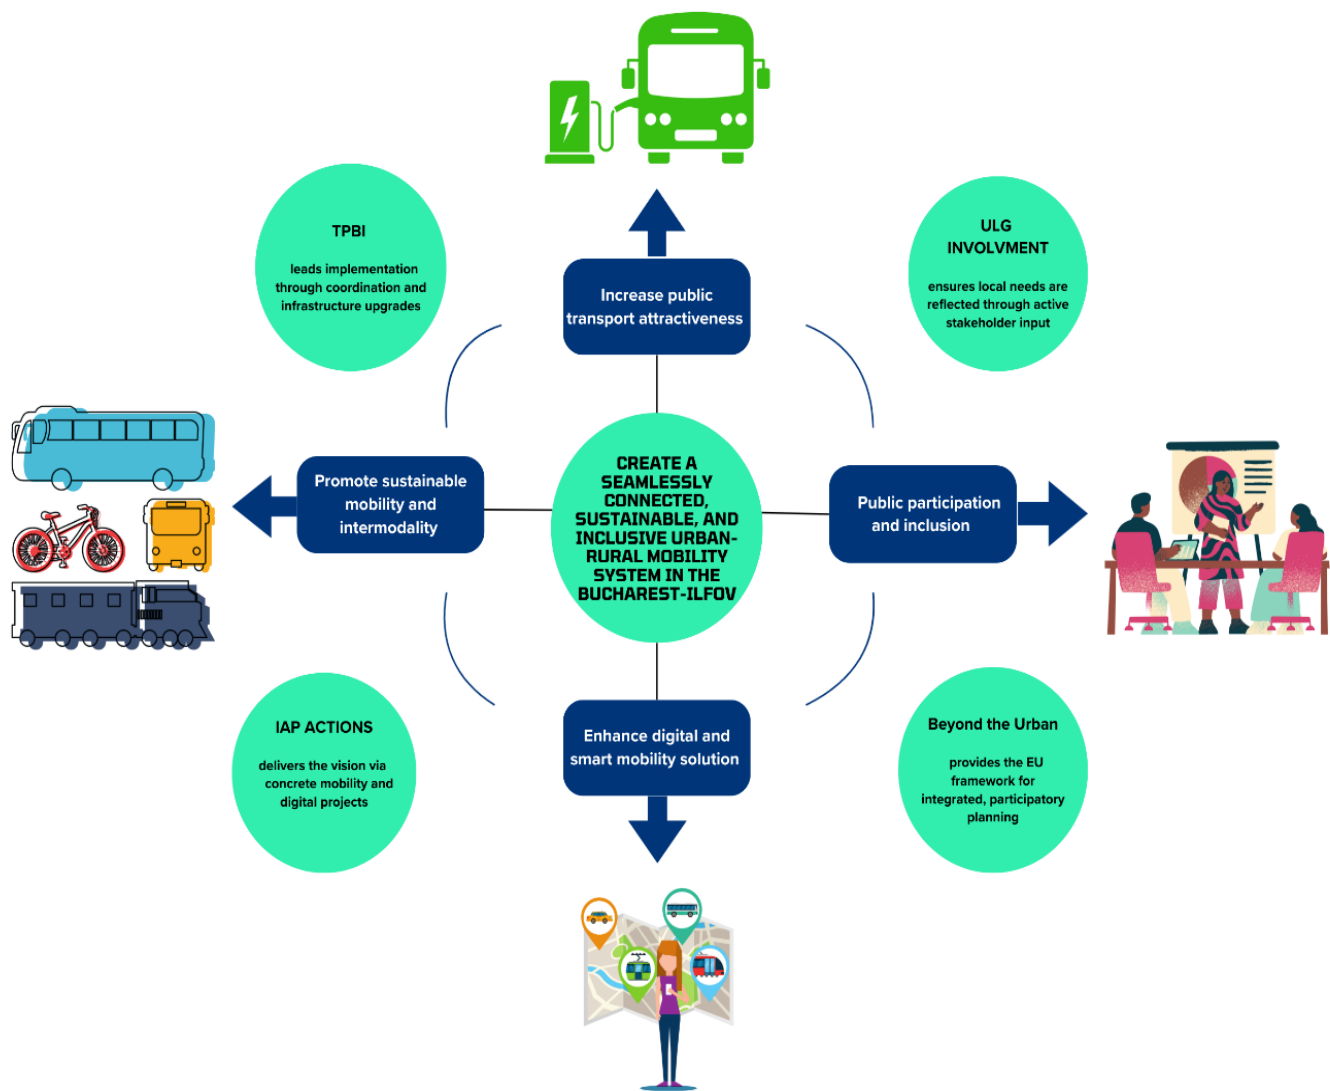 TPBI
leads implementation
through coordination and
infrastructure upgrades
ULG
INVOLVMENT
ensures local needs are
reflected through active
stakeholder input
Increase public
transport attractiveness
Promote sustainable
mobility and
intermodality
CREATE A
SEAMLESSLY
CONNECTED,
SUSTAINABLE, AND
INCLUSIVE URBAN-
RURAL MOBILITY
SYSTEM IN THE
BUCHAREST-ILFOV
Public participation
and inclusion
IAP ACTIONS
delivers the vision via
concrete mobility and
digital projects
Enhance digital and
smart mobility solution
Beyond the Urban
provides the EU
framework for
integrated, participatory
planning